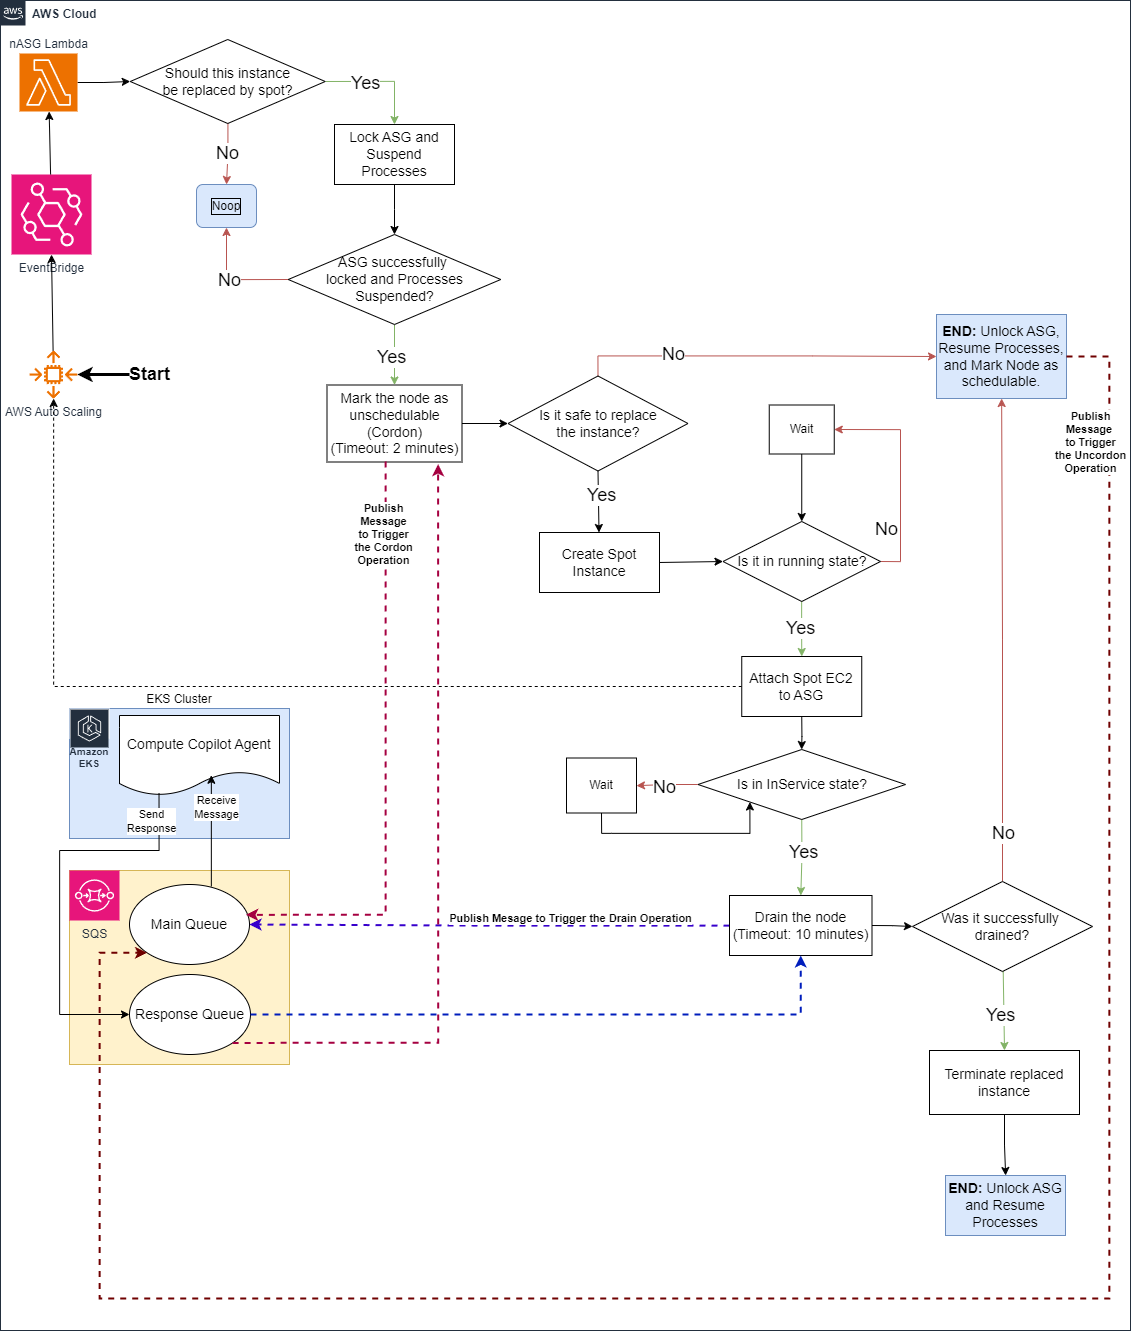 aws
AWS Cloud
nASG Lambda
Should this instance
be replaced by spot?
Yes
Lock ASG and
Suspend
Processes
No
Noop
EventBridge
ASG successfully
locked and Processes
Suspended?
No
Yes
Start
AWS Auto Scaling
Mark the node as
unschedulable
(Cordon)
(Timeout: 2 minutes)
Is it safe to replace
the instance?
No
END: Unlock ASG,
Resume Processes,
and Mark Node as
schedulable.
Wait
Publish
Message
to Trigger
the Uncordon
Operation
Yes
Publish
Message
to Trigger
the Cordon
Operation
No
Create Spot
Instance
Is it in running state?
Yes
Attach Spot EC2
to ASG
EKS Cluster
Amazon
EKS
Compute Copilot Agent
Send
Response
Receive
Message
Wait
No
Is in InService state?
Yes
No
SQS
Main Queue
Publish Mesage to Trigger the Drain Operation
Drain the node
(Timeout: 10 minutes)
Was it successfully
drained?
Response Queue
Yes
Terminate replaced
instance
END: Unlock ASG
and Resume
Processes